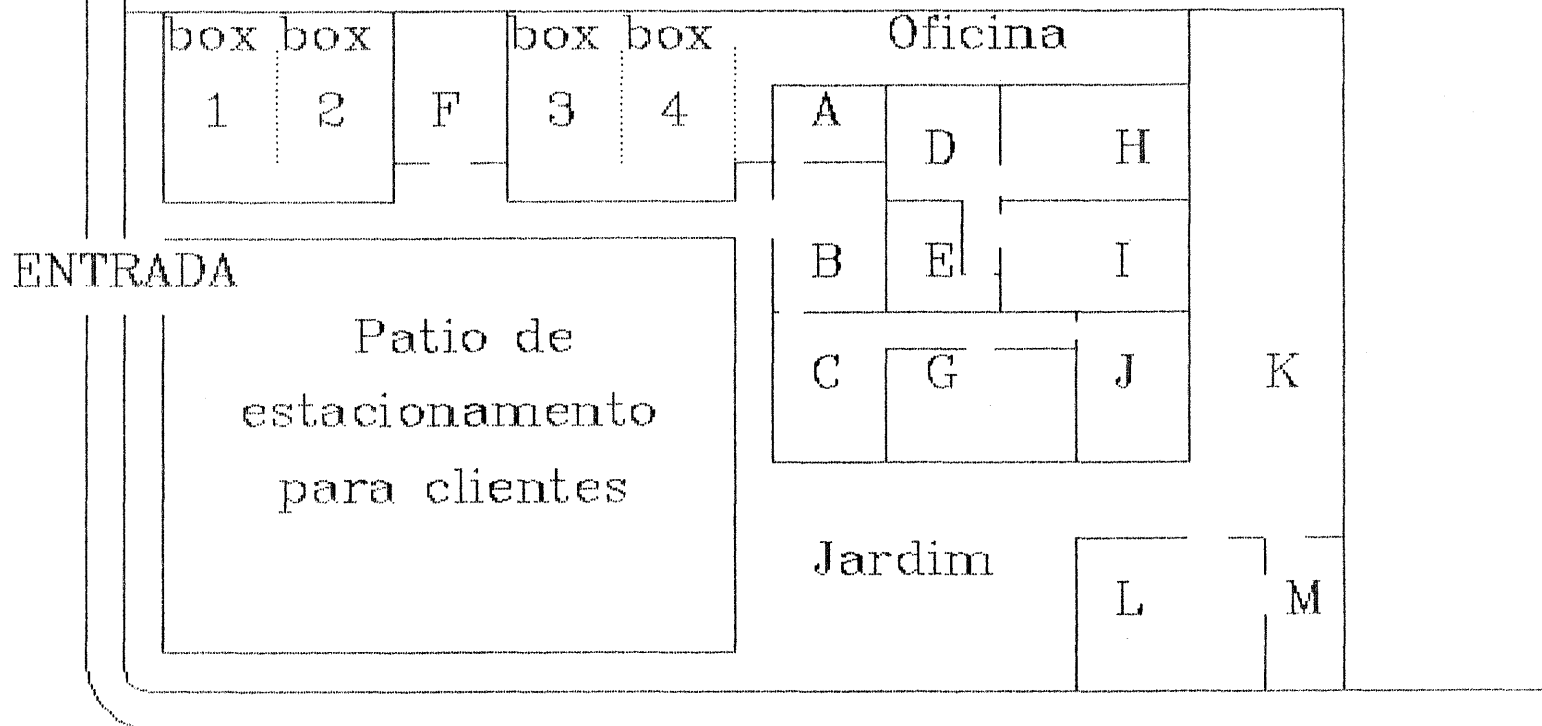 box box box box Oficina
1 2 F 3 4 A D H
ENTRADA B E I
Patio de
estacionamento
para clientes
C G J K
Jardim
L M